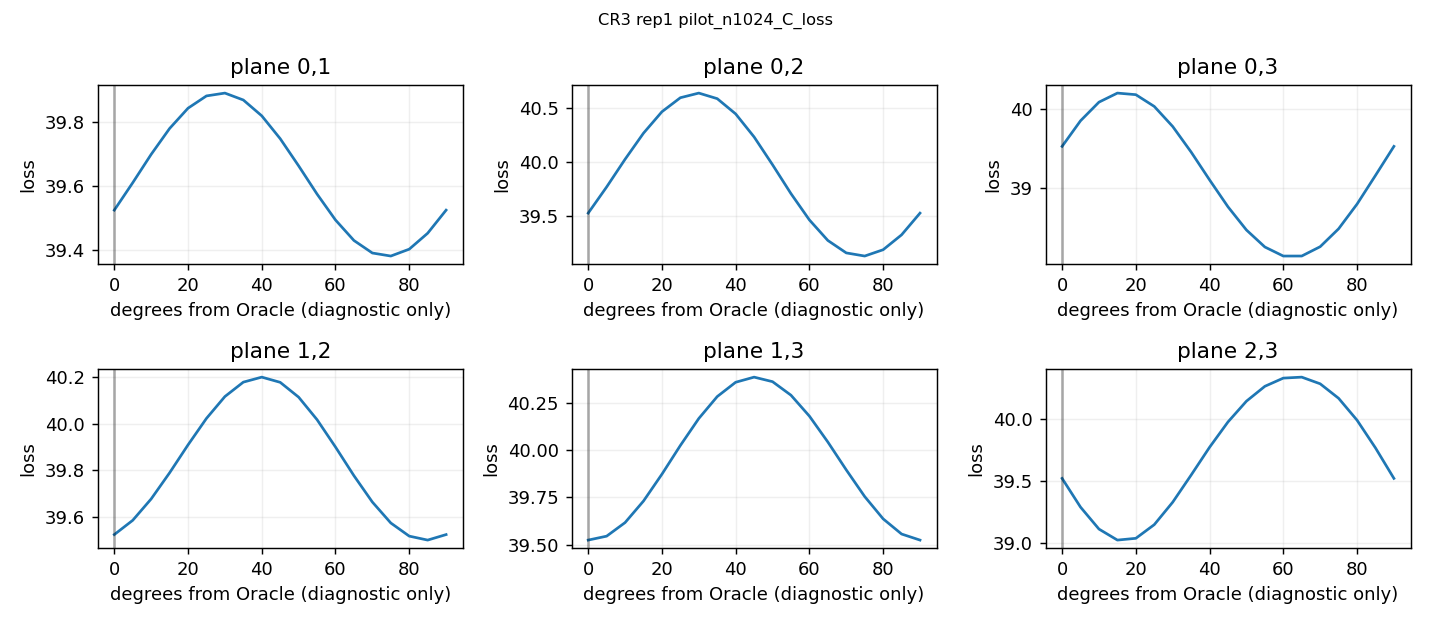 CR3 rep1 pilot_n1024_C_loss
plane 0,1
plane 0,2
plane 0,3
39.8
39.6
39.4
loss
0 20 40 60 80
degrees from Oracle (diagnostic only)
40.5
40.0
39.5
loss
0 20 40 60 80
degrees from Oracle (diagnostic only)
40
39
loss
0 20 40 60 80
degrees from Oracle (diagnostic only)
plane 1,2
plane 1,3
plane 2,3
40.2
40.0
39.8
39.6
loss
0 20 40 60 80
degrees from Oracle (diagnostic only)
40.25
40.00
39.75
39.50
loss
0 20 40 60 80
degrees from Oracle (diagnostic only)
40.0
39.5
39.0
loss
0 20 40 60 80
degrees from Oracle (diagnostic only)